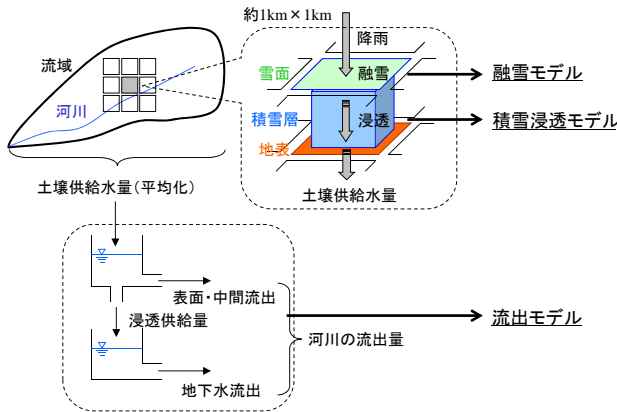 約1km×1km
降雨
流域
雪面
融雪
融雪モデル
河川
積雪層
浸透
積雪浸透モデル
地表
土壌供給水量
土壌供給水量(平均化)
表面・中間流出
浸透供給量
河川の流出量
流出モデル
地下水流出